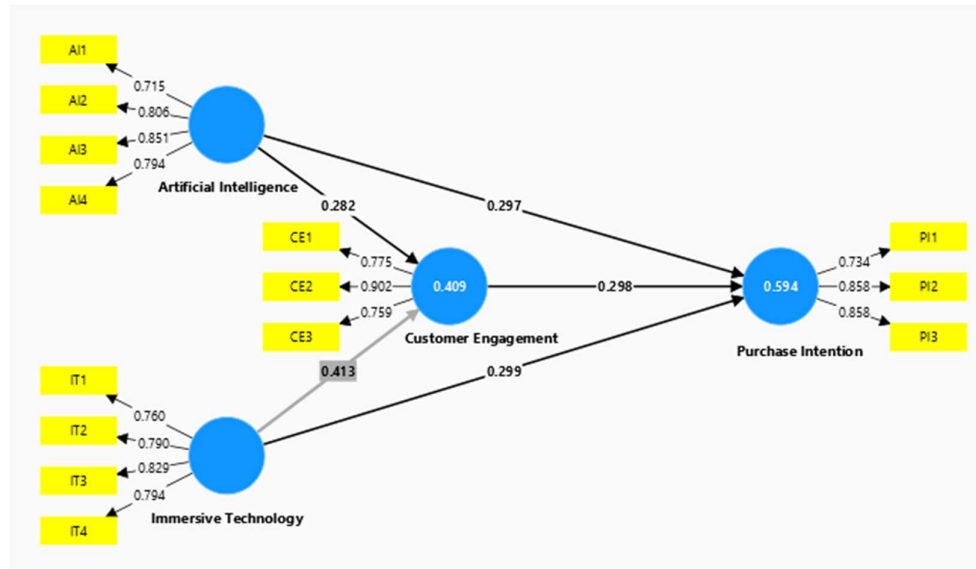 AI1
0.715
AI2
0.806
AI3
0.851
AI4
0.794
Artificial Intelligence
0.282
0.297
CE1
0.775
CE2
0.902
CE3
0.759
0.409
Customer Engagement
0.298
0.594
Purchase Intention
PI1
0.734
PI2
0.858
PI3
0.858
0.413
0.299
IT1
0.760
IT2
0.790
IT3
0.829
IT4
0.794
Immersive Technology